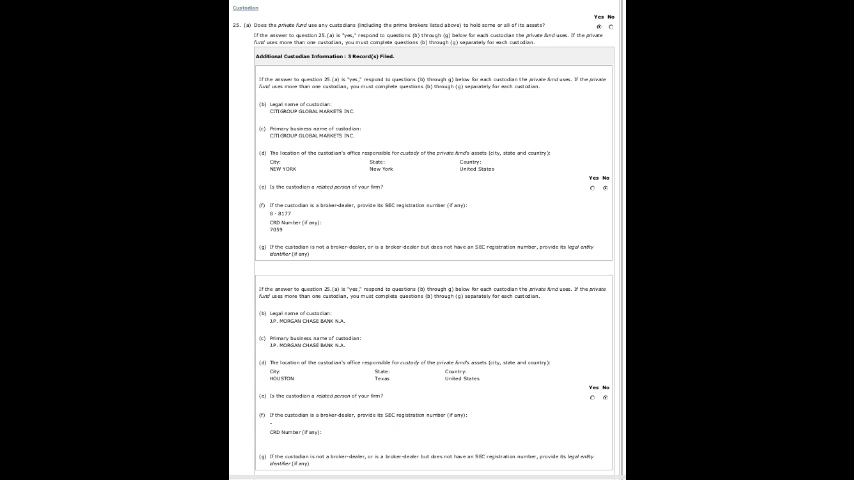 Custodian
Yes No
25. (a) Does the private fund use any custodians (including the prime brokers listed above) to hold some or all of its assets?
If the answer to question 25.(a) is "yes," respond to questions (b) through (g) below for each custodian the private fund uses. If the private
fund uses more than one custodian, you must complete questions (b) through (g) separately for each custodian.
Additional Custodian Information : 3 Record(s) Filed.
If the answer to question 25.(a) is "yes," respond to questions (b) through (g) below for each custodian the private fund uses. If the private
fund uses more than one custodian, you must complete questions (b) through (g) separately for each custodian.
(b) Legal name of custodian:
CITIGROUP GLOBAL MARKETS INC.
(c) Primary business name of custodian:
CITIGROUP GLOBAL MARKETS INC.
(d) The location of the custodian's office responsible for custody of the private fund's assets (city, state and country):
City: State: Country:
NEW YORK New York United States
Yes No
(e) Is the custodian a related person of your firm?
(f) If the custodian is a broker-dealer, provide its SEC registration number (if any):
8 - 8177
CRD Number (if any):
7059
(g) If the custodian is not a broker-dealer, or is a broker-dealer but does not have an SEC registration number, provide its legal entity
identifier (if any)
If the answer to question 25.(a) is "yes," respond to questions (b) through (g) below for each custodian the private fund uses. If the private
fund uses more than one custodian, you must complete questions (b) through (g) separately for each custodian.
(b) Legal name of custodian:
J.P. MORGAN CHASE BANK N.A.
(c) Primary business name of custodian:
J.P. MORGAN CHASE BANK N.A.
(d) The location of the custodian's office responsible for custody of the private fund's assets (city, state and country):
City: State: Country:
HOUSTON Texas United States
Yes No
(e) Is the custodian a related person of your firm?
(f) If the custodian is a broker-dealer, provide its SEC registration number (if any):
-
CRD Number (if any):
(g) If the custodian is not a broker-dealer, or is a broker-dealer but does not have an SEC registration number, provide its legal entity
identifier (if any)